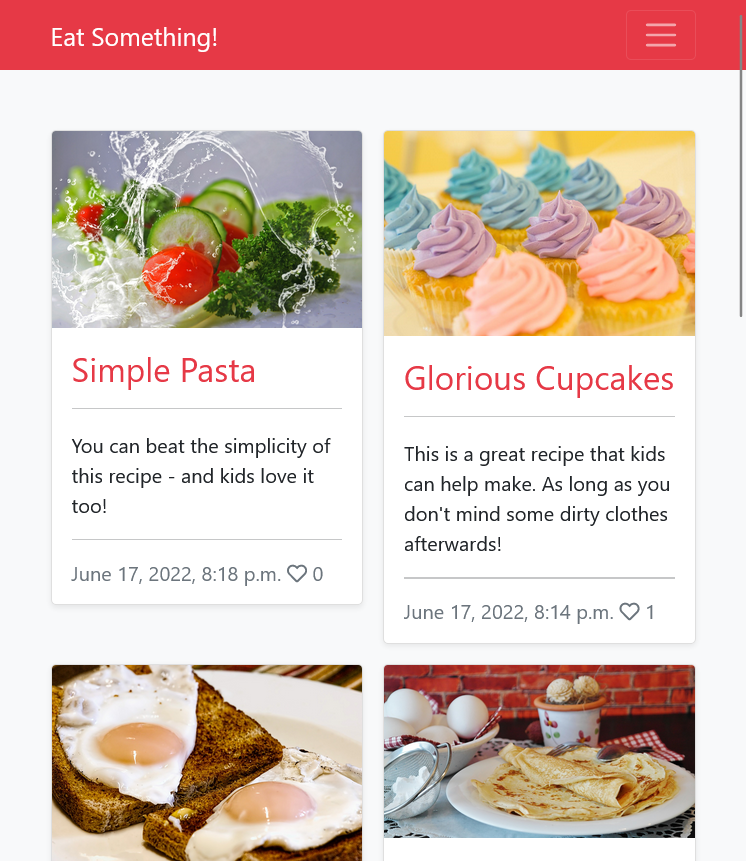 Eat Something!
Simple Pasta
You can beat the simplicity of
this recipe - and kids love it
too!
June 17, 2022, 8:18 p.m. 0
Glorious Cupcakes
This is a great recipe that kids
can help make. As long as you
don't mind some dirty clothes
afterwards!
June 17, 2022, 8:14 p.m. 1